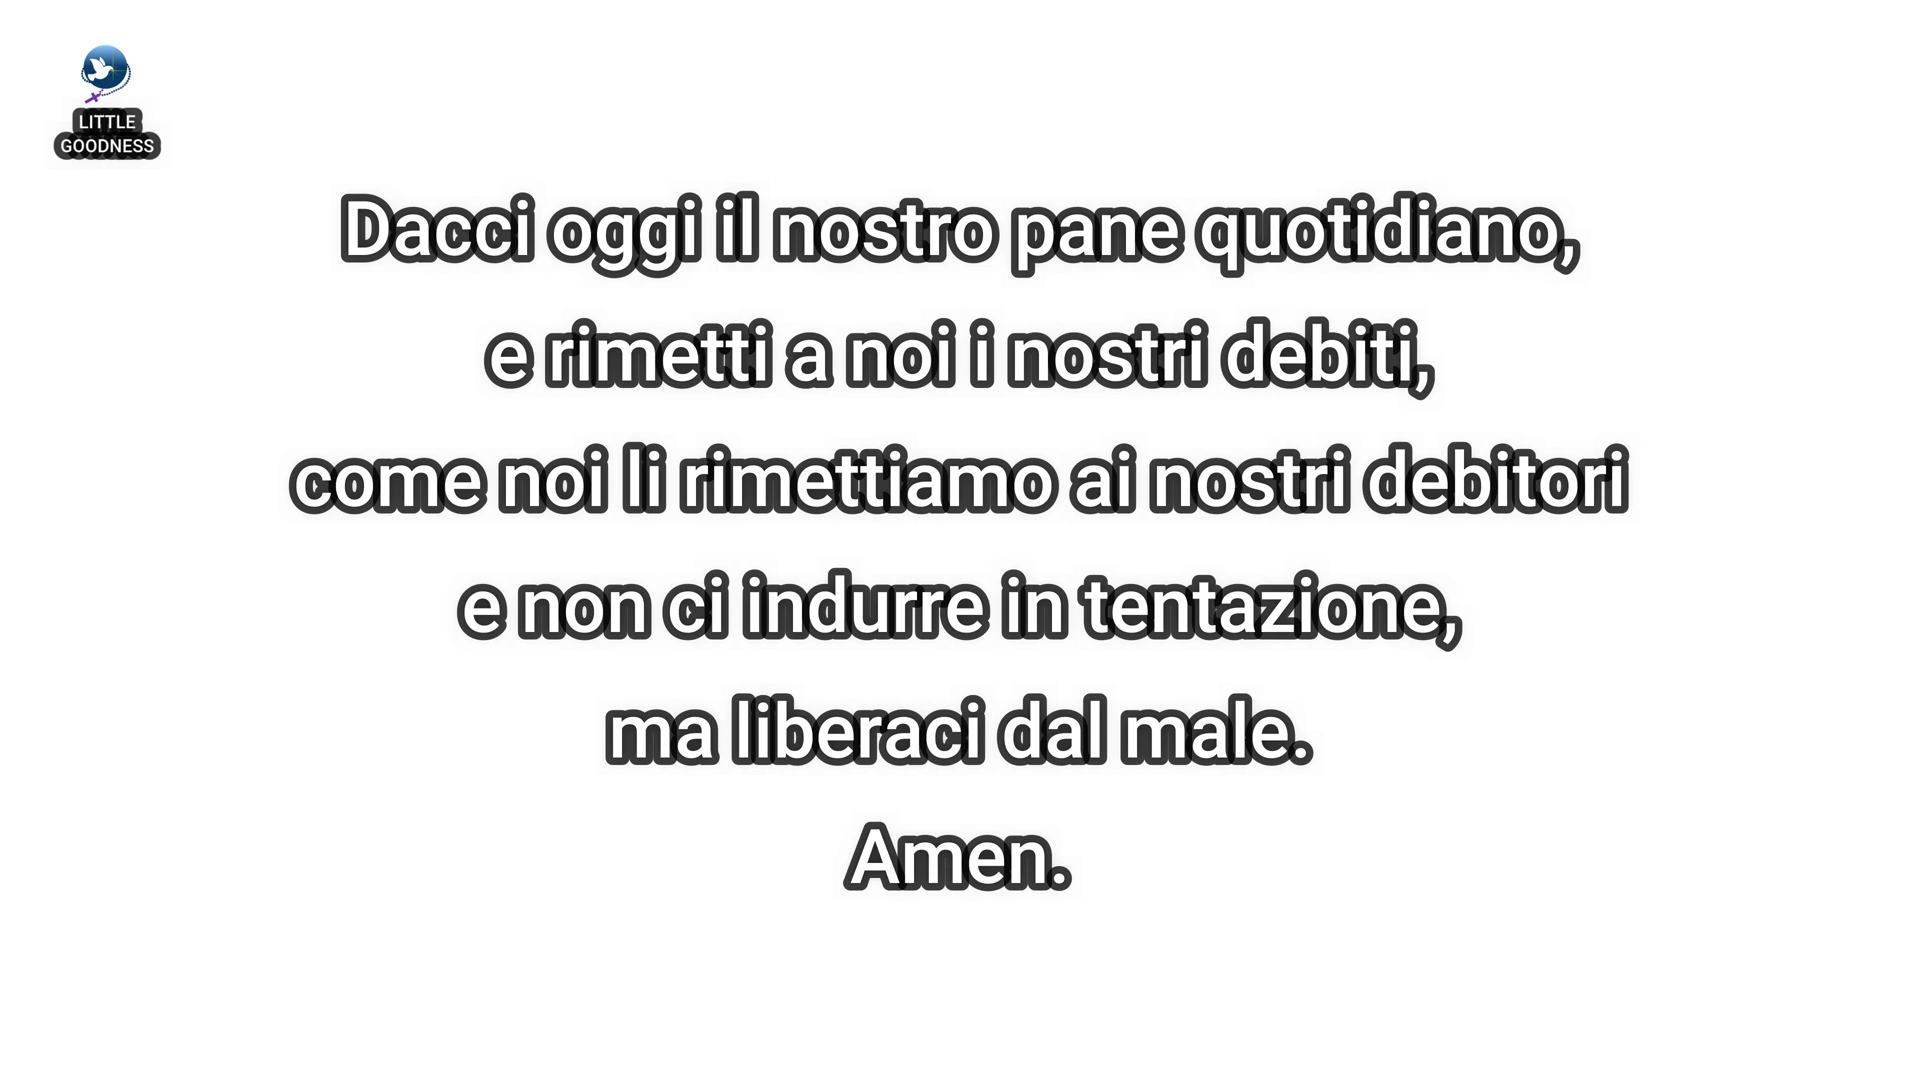 LITTLE
GOODNESS
Dacci oggi il nostro pane quotidiano,
e rimetti a noi i nostri debiti,
come noi li rimettiamo ai nostri debitori
e non ci indurre in tentazione,
ma liberaci dal male.
Amen.